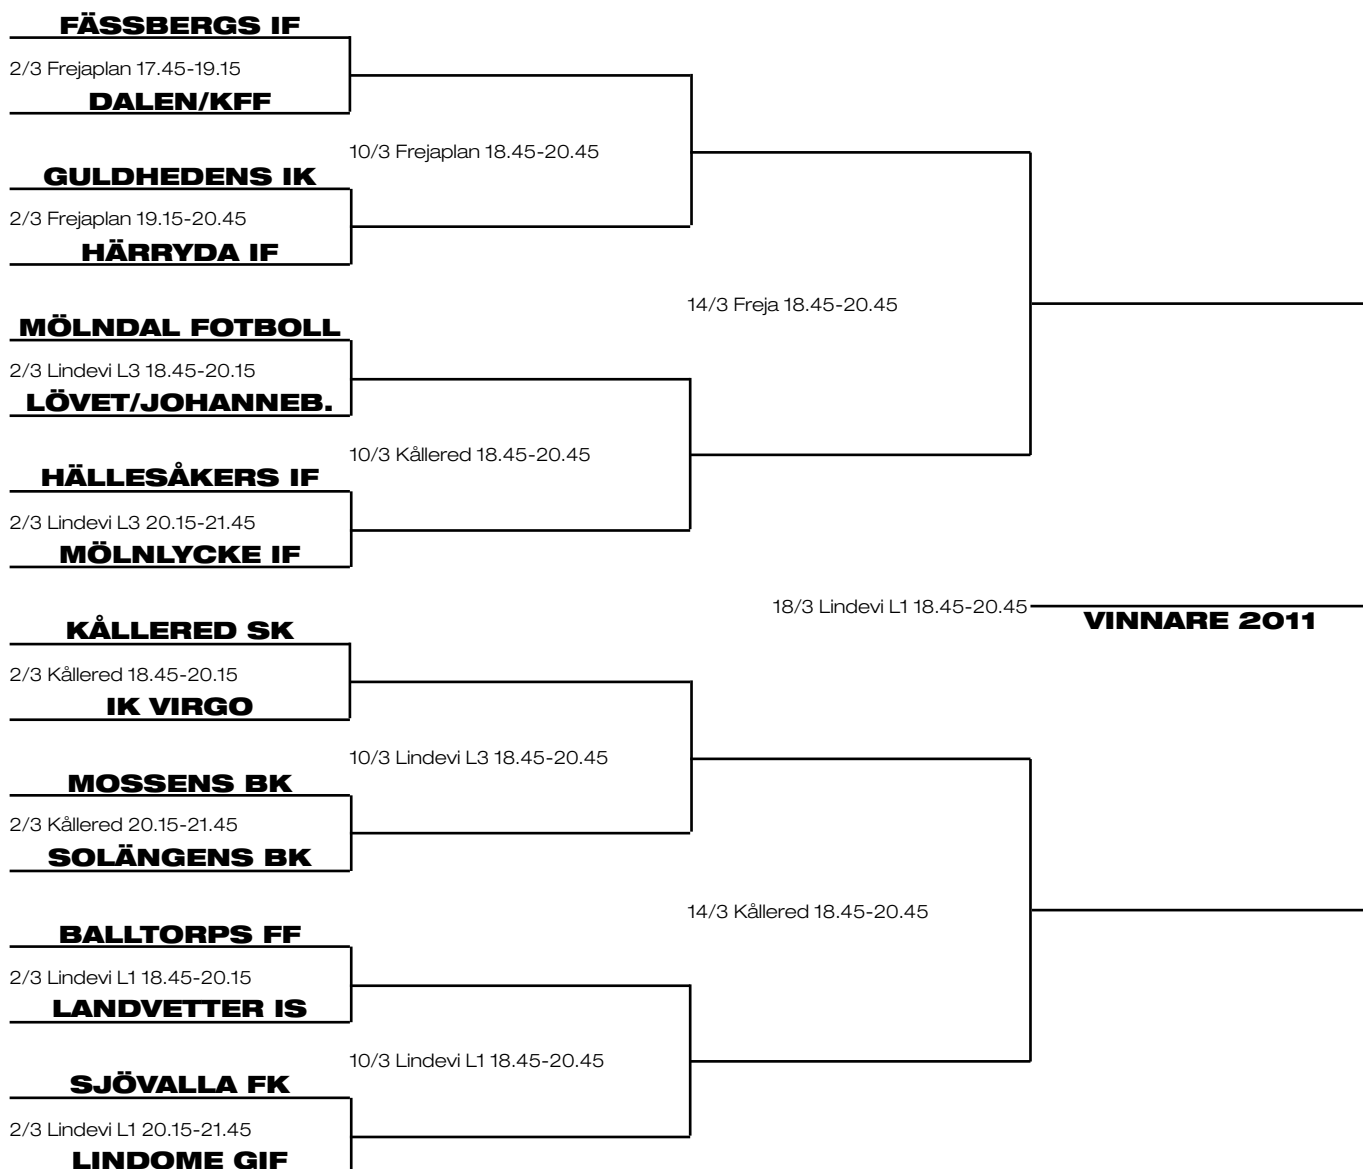 FÄSSBERGS IF
2/3 Frejaplan 17.45-19.15
DALEN/KFF
10/3 Frejaplan 18.45-20.45
GULDHEDENS IK
2/3 Frejaplan 19.15-20.45
HÄRRYDA IF
14/3 Freja 18.45-20.45
MÖLNDAL FOTBOLL
2/3 Lindevi L3 18.45-20.15
LÖVET/JOHANNEB.
10/3 Kållered 18.45-20.45
HÄLLESÅKERS IF
2/3 Lindevi L3 20.15-21.45
MÖLNLYCKE IF
18/3 Lindevi L1 18.45-20.45
VINNARE 2011
KÅLLERED SK
2/3 Kållered 18.45-20.15
IK VIRGO
10/3 Lindevi L3 18.45-20.45
MOSSENS BK
2/3 Kållered 20.15-21.45
SOLÄNGENS BK
14/3 Kållered 18.45-20.45
BALLTORPS FF
2/3 Lindevi L1 18.45-20.15
LANDVETTER IS
10/3 Lindevi L1 18.45-20.45
SJÖVALLA FK
2/3 Lindevi L1 20.15-21.45
LINDOME GIF